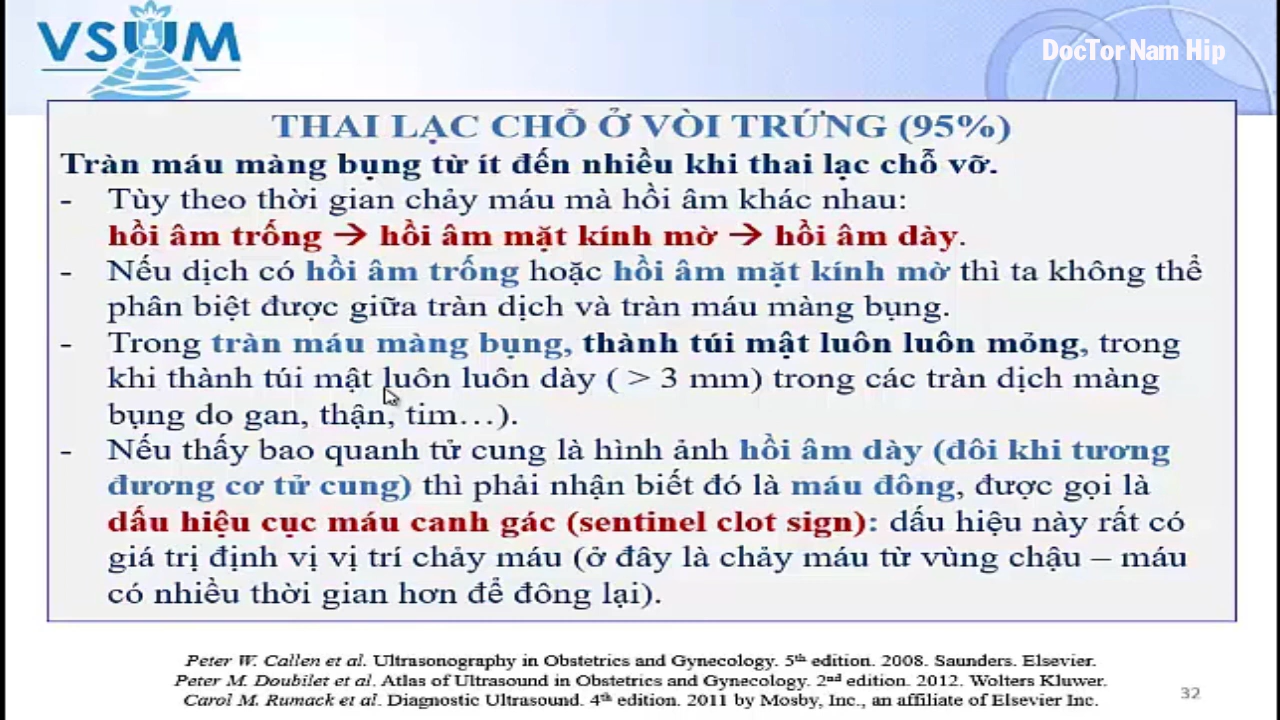 VSUM
DocTor Nam Hip
THAI LẠC CHỖ Ở VÒI TRỨNG (95%)
Tràn máu màng bụng từ ít đến nhiều khi thai lạc chỗ vỡ.
- Tùy theo thời gian chảy máu mà hồi âm khác nhau:
hồi âm trống → hồi âm mặt kính mờ → hồi âm dày.
- Nếu dịch có hồi âm trống hoặc hồi âm mặt kính mờ thì ta không thể
phân biệt được giữa tràn dịch và tràn máu màng bụng.
- Trong tràn máu màng bụng, thành túi mật luôn luôn mỏng, trong
khi thành túi mật luôn luôn dày ( > 3 mm) trong các tràn dịch màng
bụng do gan, thận, tim…).
- Nếu thấy bao quanh tử cung là hình ảnh hồi âm dày (đôi khi tương
đương cơ tử cung) thì phải nhận biết đó là máu đông, được gọi là
dấu hiệu cục máu canh gác (sentinel clot sign): dấu hiệu này rất có
giá trị định vị vị trí chảy máu (ở đây là chảy máu từ vùng chậu – máu
có nhiều thời gian hơn để đông lại).
Peter W. Callen et al. Ultrasonography in Obstetrics and Gynecology. 5th edition. 2008. Saunders. Elsevier.
Peter M. Doubilet et al. Atlas of Ultrasound in Obstetrics and Gynecology. 2nd edition. 2012. Wolters Kluwer.
Carol M. Rumack et al. Diagnostic Ultrasound. 4th edition. 2011 by Mosby, Inc., an affiliate of Elsevier Inc.
32